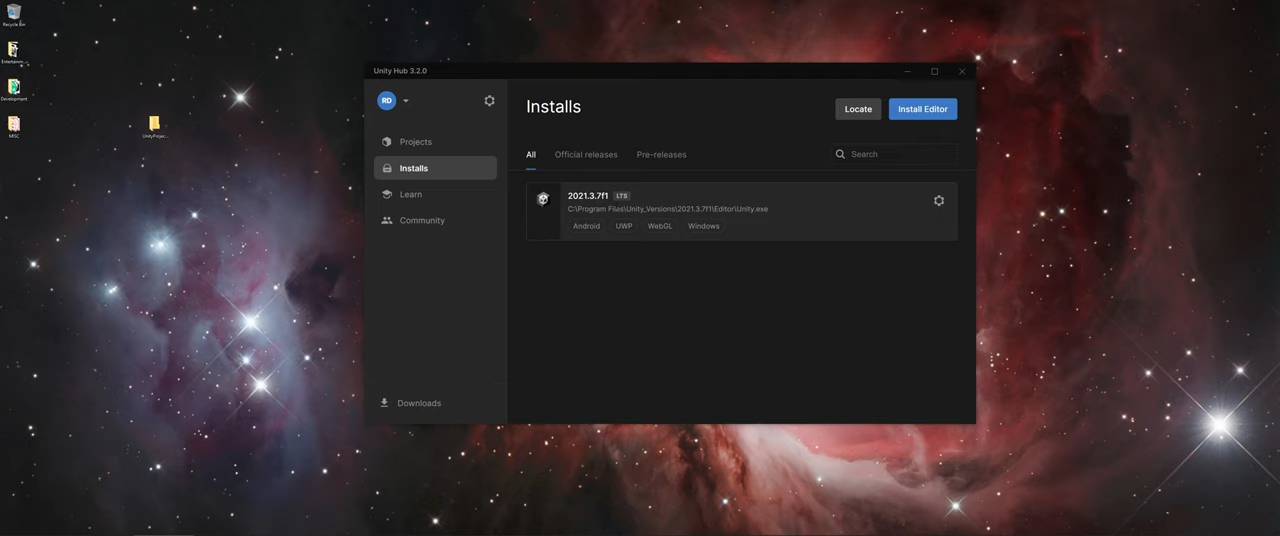 Recycle Bin
Entertainm...
Development
MISC
UnityProjec...
Unity Hub 3.2.0
RD
Projects
Installs
Learn
Community
Downloads
Installs
Locate
Install Editor
All
Official releases
Pre-releases
Search
2021.3.7f1 LTS
C:\Program Files\Unity_Versions\2021.3.7f1\Editor\Unity.exe
Android
UWP
WebGL
Windows